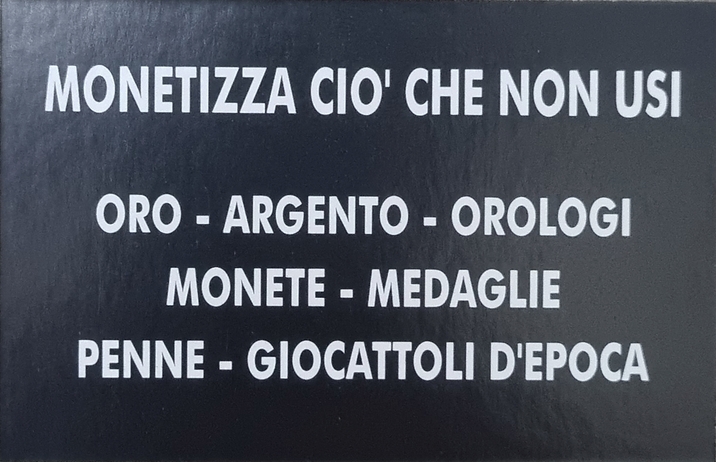 MONETIZZA CIO' CHE NON USI
ORO - ARGENTO - OROLOGI
MONETE - MEDAGLIE
PENNE - GIOCATTOLI D'EPOCA